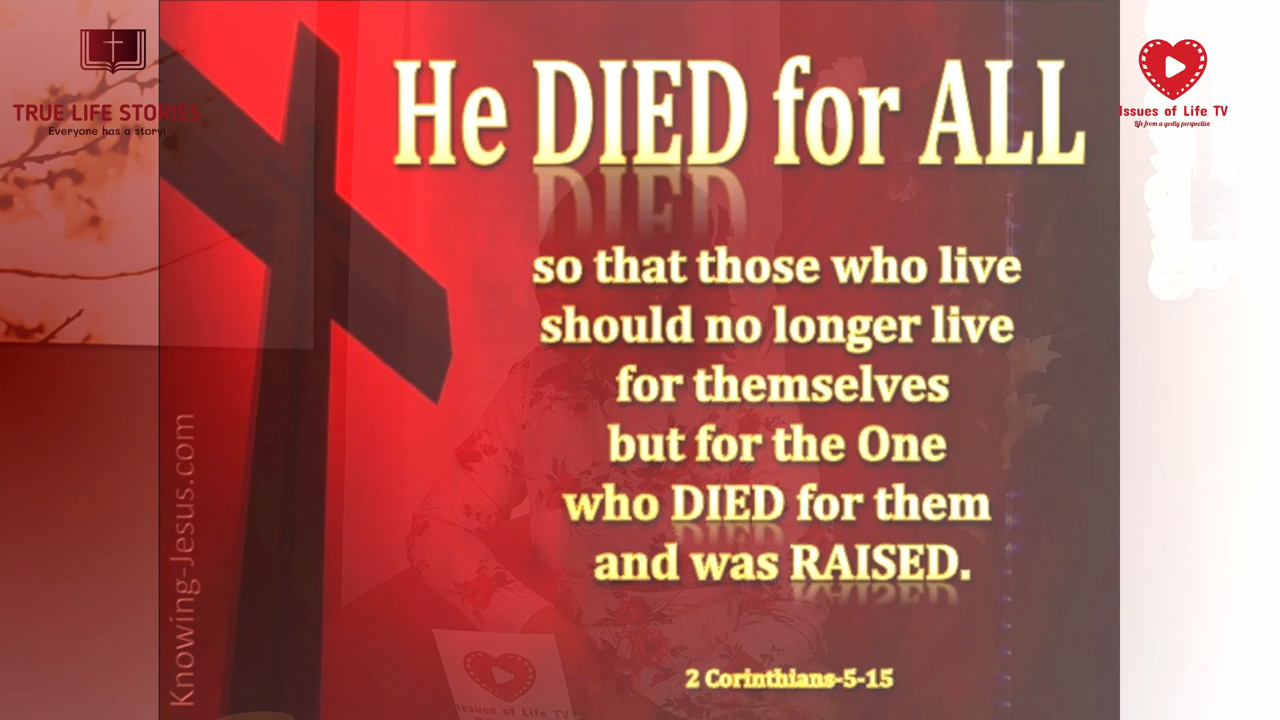 TRUE LIFE STORIES
Everyone has a story!
Issues of Life TV
Life from a godly perspective
He DIED for ALL
so that those who live
should no longer live
for themselves
but for the One
who DIED for them
and was RAISED.
2 Corinthians-5-15
Knowing-Jesus.com
Issues of Life TV